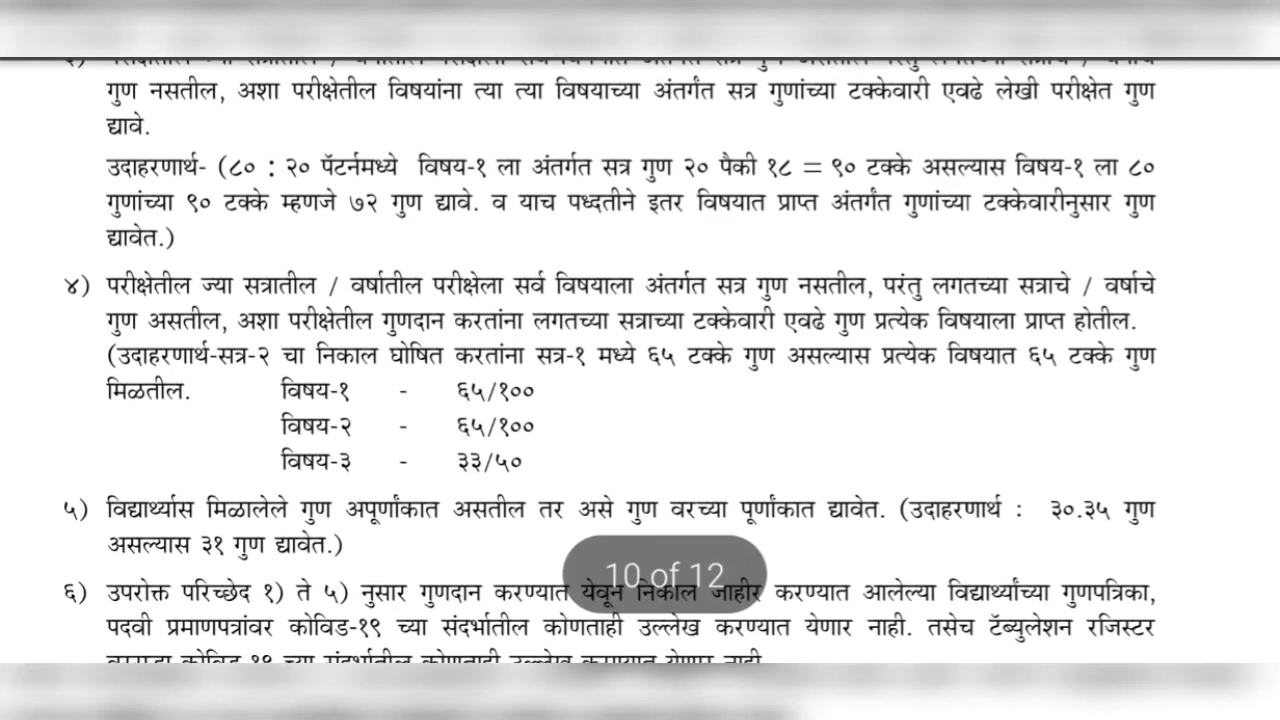 गुण नसतील, अशा परीक्षेतील विषयांना त्या त्या विषयाच्या अंतर्गंत सत्र गुणांच्या टक्केवारी एवढे लेखी परीक्षेत गुण
द्यावे.
उदाहरणार्थ- (८० : २० पॅटर्नमध्ये विषय-१ ला अंतर्गत सत्र गुण २० पैकी १८ = ९० टक्के असल्यास विषय-१ ला ८०
गुणांच्या ९० टक्के म्हणजे ७२ गुण द्यावे. व याच पध्दतीने इतर विषयात प्राप्त अंतर्गंत गुणांच्या टक्केवारीनुसार गुण
द्यावेत.)
४) परीक्षेतील ज्या सत्रातील / वर्षातील परीक्षेला सर्व विषयाला अंतर्गत सत्र गुण नसतील, परंतु लगतच्या सत्राचे / वर्षाचे
गुण असतील, अशा परीक्षेतील गुणदान करतांना लगतच्या सत्राच्या टक्केवारी एवढे गुण प्रत्येक विषयाला प्राप्त होतील.
(उदाहरणार्थ-सत्र-२ चा निकाल घोषित करतांना सत्र-१ मध्ये ६५ टक्के गुण असल्यास प्रत्येक विषयात ६५ टक्के गुण
मिळतील. विषय-१ - ६५/१००
विषय-२ - ६५/१००
विषय-३ - ३३/५०
५) विद्यार्थ्यास मिळालेले गुण अपूर्णांकात असतील तर असे गुण वरच्या पूर्णांकात द्यावेत. (उदाहरणार्थ : ३०.३५ गुण
असल्यास ३१ गुण द्यावेत.)
10 of 12
६) उपरोक्त परिच्छेद १) ते ५) नुसार गुणदान करण्यात येवून निकाल जाहीर करण्यात आलेल्या विद्यार्थ्यांच्या गुणपत्रिका,
पदवी प्रमाणपत्रांवर कोविड-१९ च्या संदर्भातील कोणताही उल्लेख करण्यात येणार नाही. तसेच टॅब्युलेशन रजिस्टर
कोविड १९ च्या संदर्भातील कोणताही उल्लेख करण्यात येणार नाही